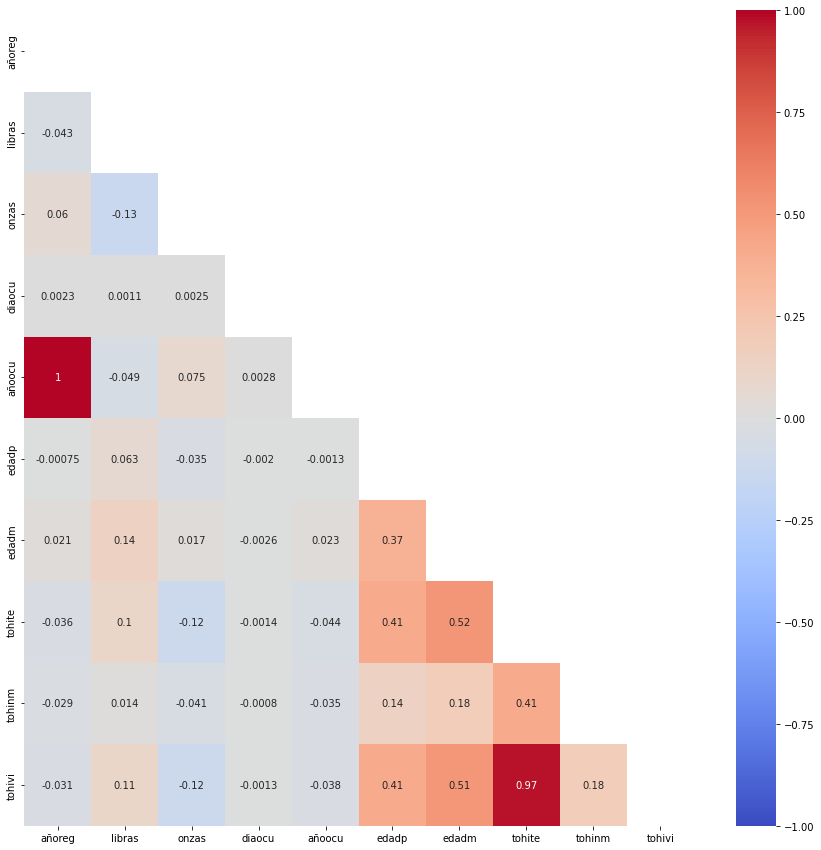 añoreg
libras
-0.043
onzas
0.06 -0.13
diaocu
0.0023 0.0011 0.0025
añoocu
1 -0.049 0.075 0.0028
edadp
-0.00075 0.063 -0.035 -0.002 -0.0013
edadm
0.021 0.14 0.017 -0.0026 0.023 0.37
tohite
-0.036 0.1 -0.12 -0.0014 -0.044 0.41 0.52
tohinm
-0.029 0.014 -0.041 -0.0008 -0.035 0.14 0.18 0.41
tohivi
-0.031 0.11 -0.12 -0.0013 -0.038 0.41 0.51 0.97 0.18
añoreg libras onzas diaocu añoocu edadp edadm tohite tohinm tohivi
1.00
0.75
0.50
0.25
0.00
-0.25
-0.50
-0.75
-1.00